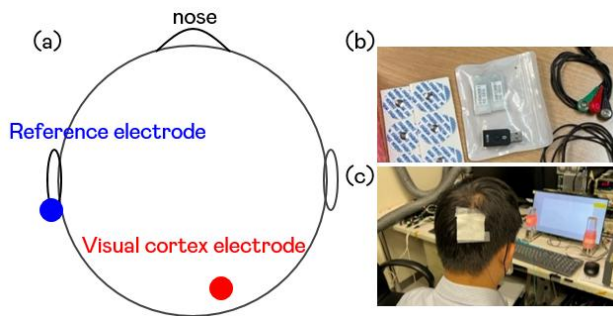 nose
(a)
(b)
Reference electrode
(c)
Visual cortex electrode